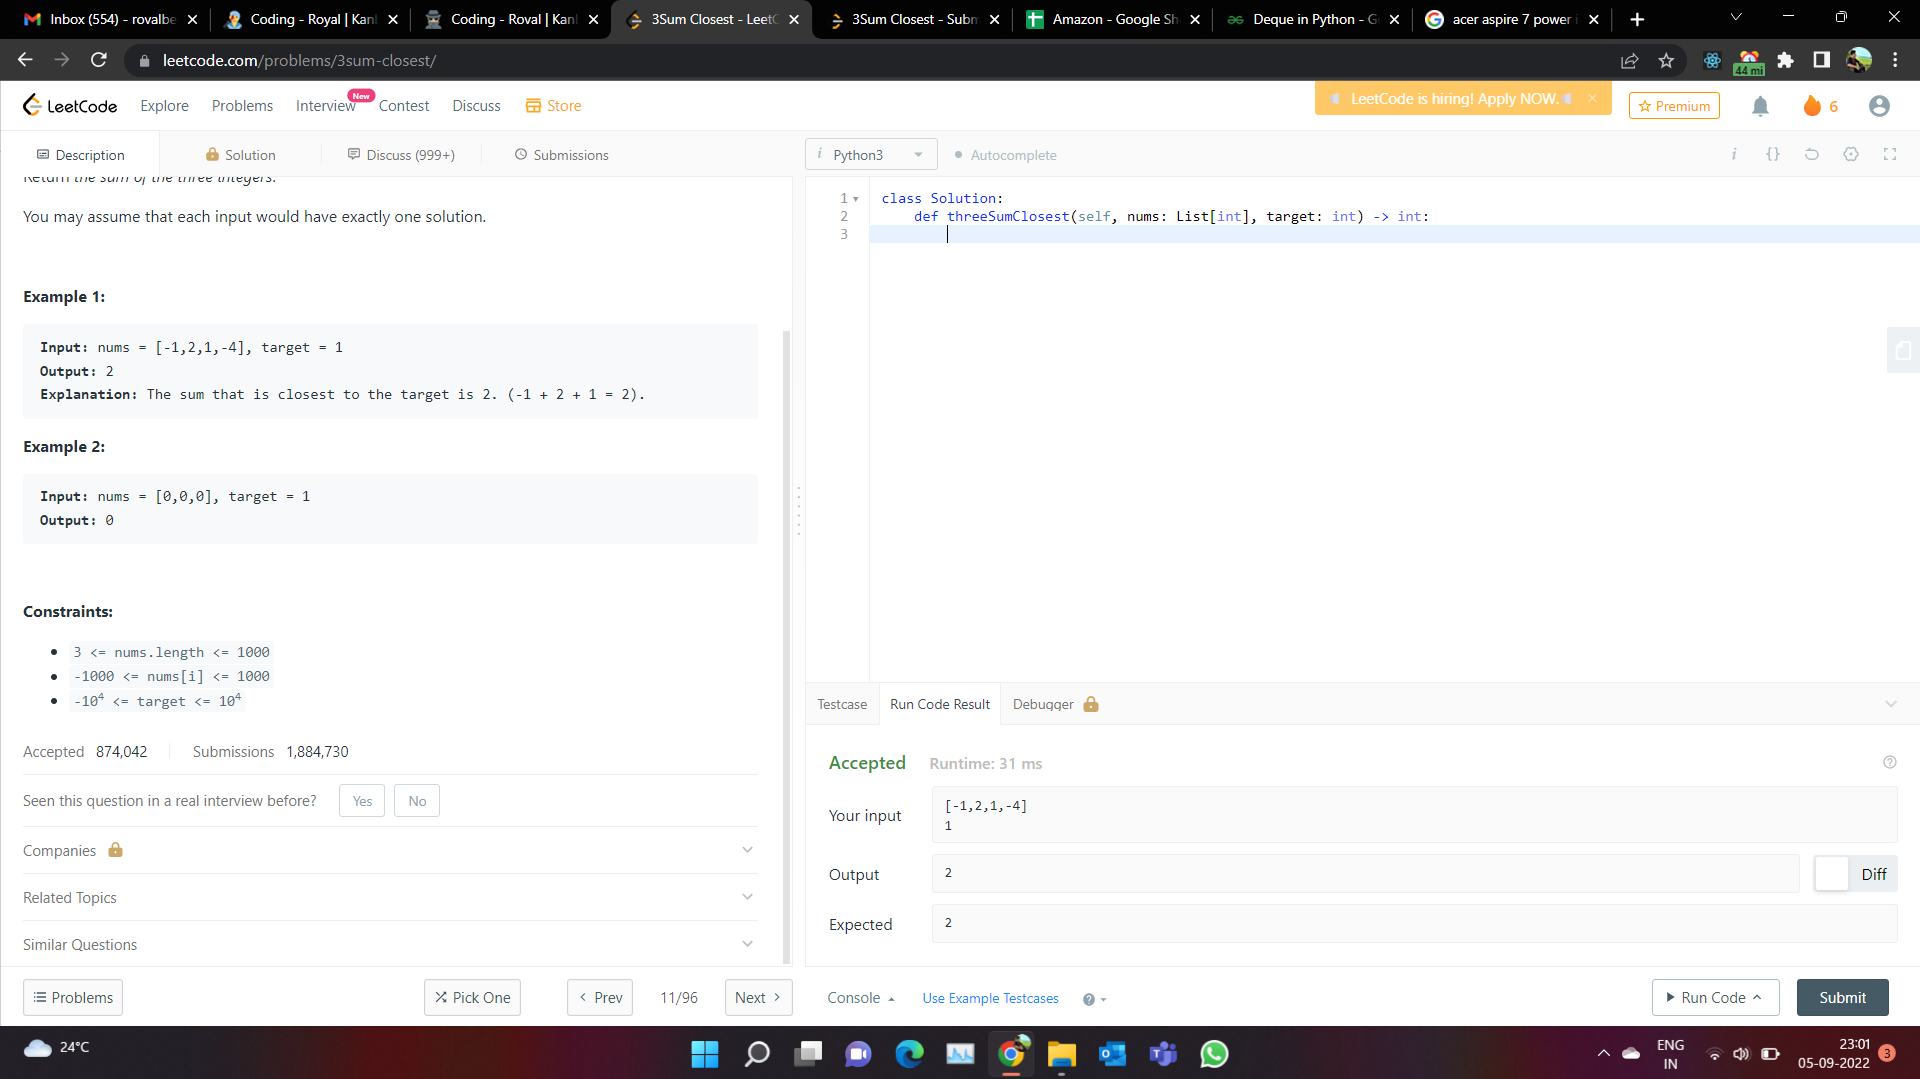 Inbox (554) - rovalbe
Coding - Royal | Kan
Coding - Roval | Kan
3Sum Closest - LeetC
3Sum Closest - Subm
Amazon - Google Sh
Deque in Python - G
acer aspire 7 power i
leetcode.com/problems/3sum-closest/
44 mi
LeetCode
Explore
Problems
Interview
New
Contest
Discuss
Store
LeetCode is hiring! Apply NOW.
Premium
6
Description
Solution
Discuss (999+)
Submissions
i Python3
Autocomplete
Return the sum of the three integers.
You may assume that each input would have exactly one solution.
Example 1:
Input: nums = [-1,2,1,-4], target = 1
Output: 2
Explanation: The sum that is closest to the target is 2. (-1 + 2 + 1 = 2).
Example 2:
Input: nums = [0,0,0], target = 1
Output: 0
Constraints:
3 <= nums.length <= 1000
-1000 <= nums[i] <= 1000
-10⁴ <= target <= 10⁴
Accepted 874,042 Submissions 1,884,730
Seen this question in a real interview before? Yes No
Companies
Related Topics
Similar Questions
Problems
Pick One
Prev
11/96
Next
1 class Solution:
2 def threeSumClosest(self, nums: List[int], target: int) -> int:
3
Testcase
Run Code Result
Debugger
Accepted Runtime: 31 ms
Your input
[-1,2,1,-4]
1
Output
2
Diff
Expected
2
Console
Use Example Testcases
Run Code
Submit
24°C
ENG
IN
23:01
05-09-2022
3